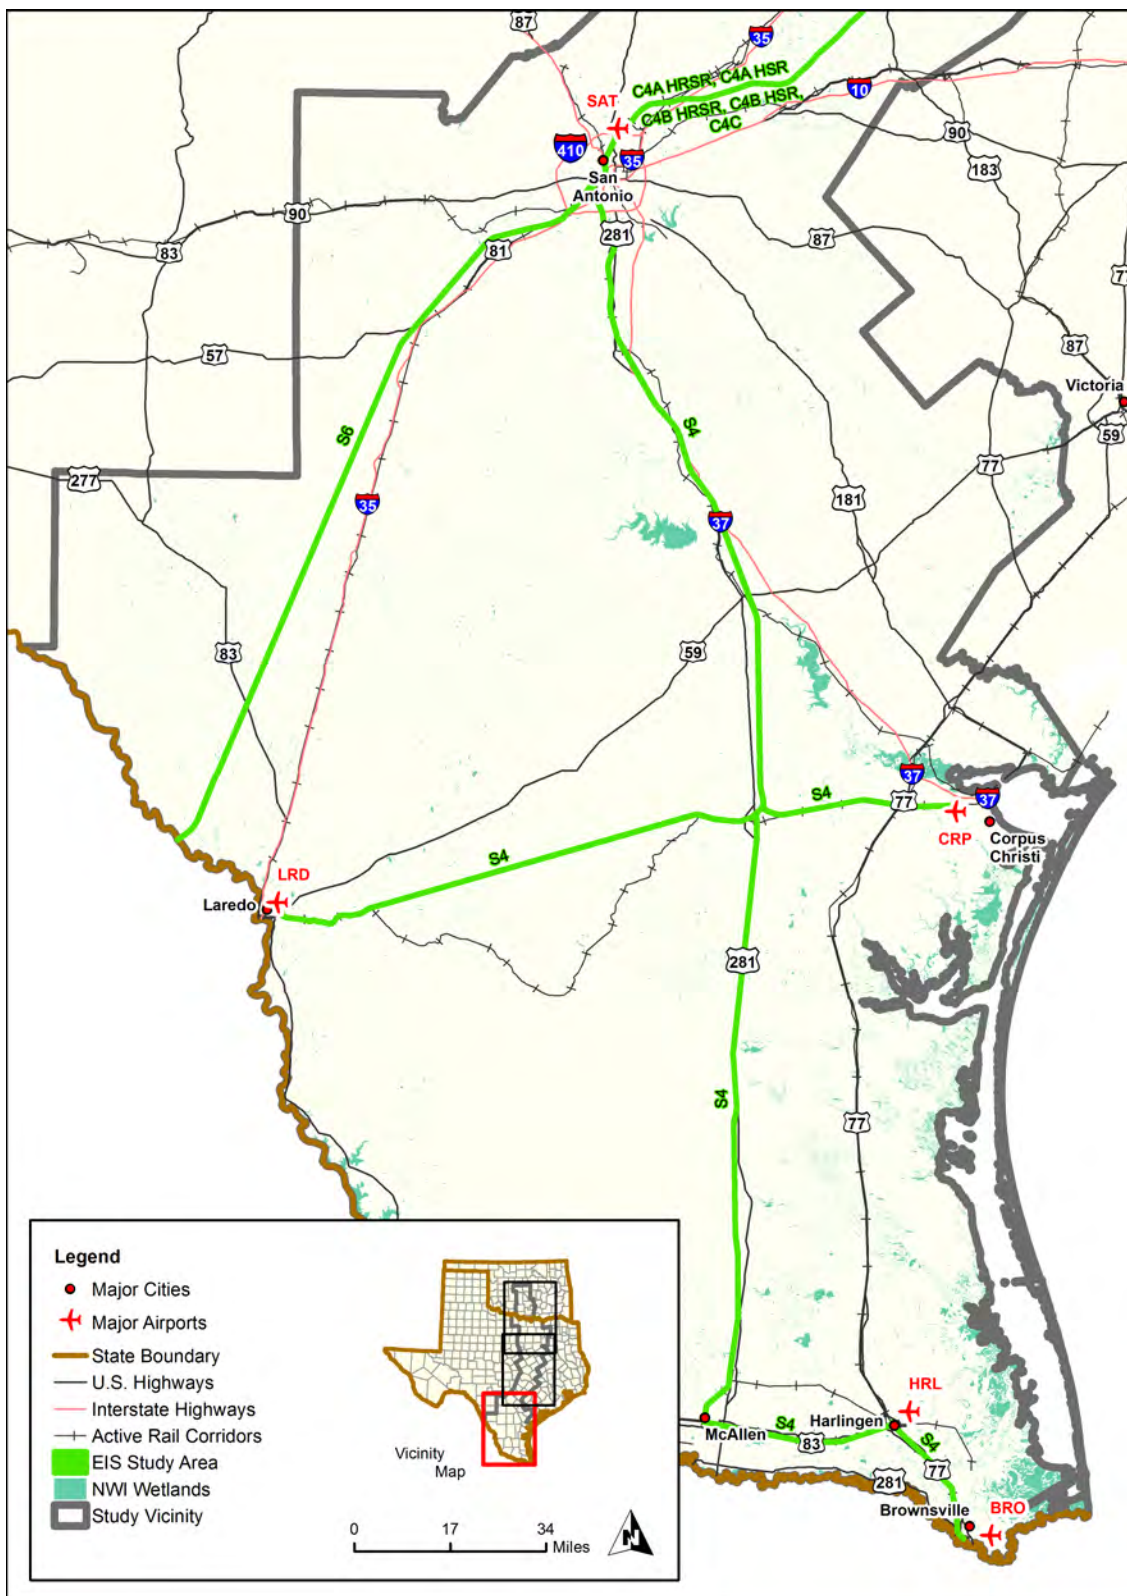 87
35
C4A HRSR, C4A HSR
10
SAT
C4B HRSR, C4B HSR,
C4C
90
410
35
183
San
Antonio
90
281
87
83
81
77
87
57
Victoria
S6
S4
59
77
277
35
181
37
83
59
37
77
37
S4
CRP
Corpus
Christi
S4
LRD
Laredo
281
S4
77
HRL
S4
Harlingen
McAllen
83
S4
77
281
Brownsville
BRO
Legend
Major Cities
Major Airports
State Boundary
U.S. Highways
Interstate Highways
Active Rail Corridors
EIS Study Area
NWI Wetlands
Study Vicinity
Vicinity
Map
0 17 34
Miles
N